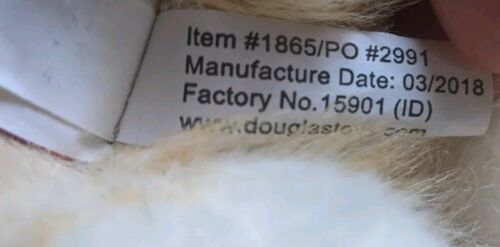 Item #1865/PO #2991
Manufacture Date: 03/2018
Factory No.15901 (ID)